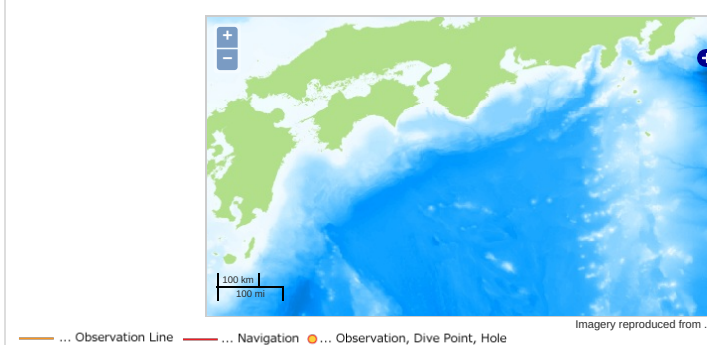 +
−
100 km
100 mi
Imagery reproduced from .
... Observation Line ... Navigation ... Observation, Dive Point, Hole